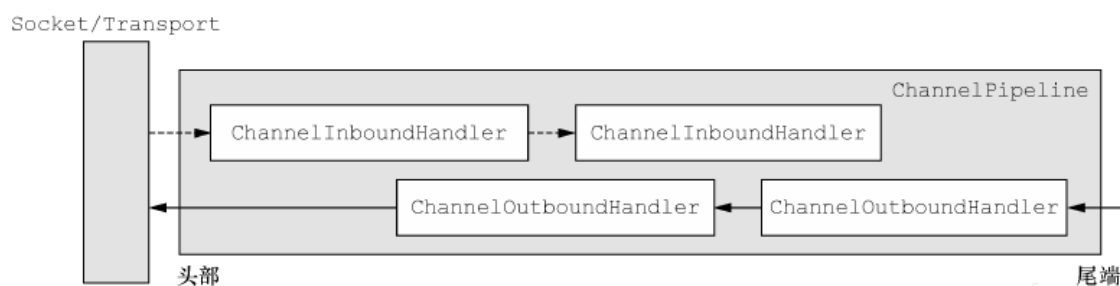 Socket/Transport
ChannelPipeline
ChannelInboundHandler
ChannelInboundHandler
ChannelOutboundHandler
ChannelOutboundHandler
头部
尾端